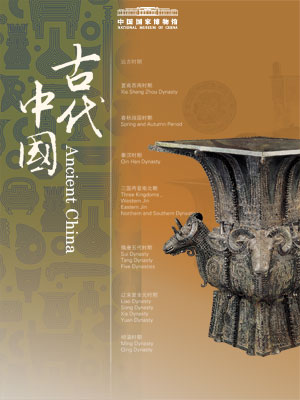 中国国家博物馆
NATIONAL MUSEUM OF CHINA
古代中國
Ancient China
远古时期
夏商西周时期
Xia Shang Zhou Dynasty
春秋战国时期
Spring and Autumn Period
秦汉时期
Qin Han Dynasty
三国两晋南北朝
Three Kingdoms,
Western Jin
Eastern Jin
Northern and Southern Dynasty
隋唐五代时期
Sui Dynasty
Tang Dynasty
Five Dynasties
辽宋夏金元时期
Liao Dynasty
Song Dynasty
Xia Dynasty
Yuan Dynasty
明清时期
Ming Dynasty
Qing Dynasty